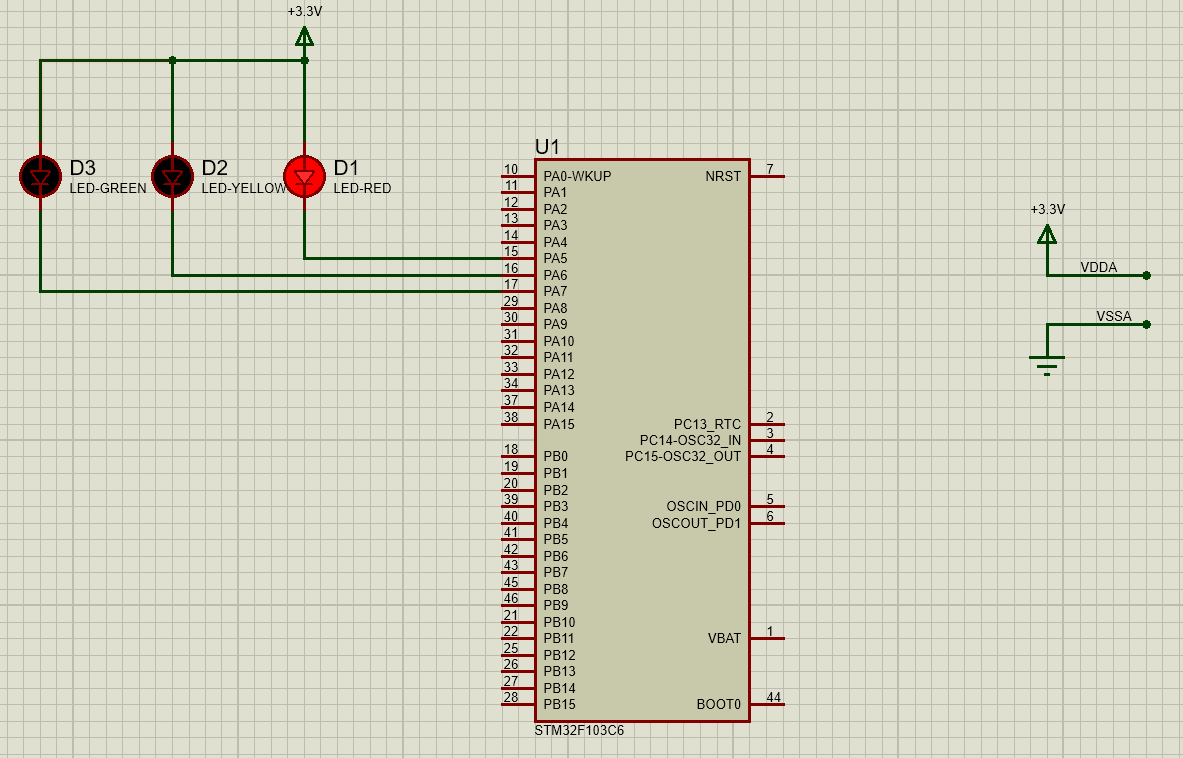 +3.3V
D3
LED-GREEN
D2
LED-YELLOW
D1
LED-RED
U1
10 PA0-WKUP NRST 7
11 PA1
12 PA2
13 PA3
14 PA4
15 PA5
16 PA6
17 PA7
29 PA8
30 PA9
31 PA10
32 PA11
33 PA12
34 PA13
37 PA14
38 PA15 PC13_RTC 2
PC14-OSC32_IN 3
18 PB0 PC15-OSC32_OUT 4
19 PB1
20 PB2
39 PB3 OSCIN_PD0 5
40 PB4 OSCOUT_PD1 6
41 PB5
42 PB6
43 PB7
45 PB8
46 PB9
21 PB10
22 PB11 VBAT 1
25 PB12
26 PB13
27 PB14
28 PB15 BOOT0 44
STM32F103C6
+3.3V
VDDA
VSSA